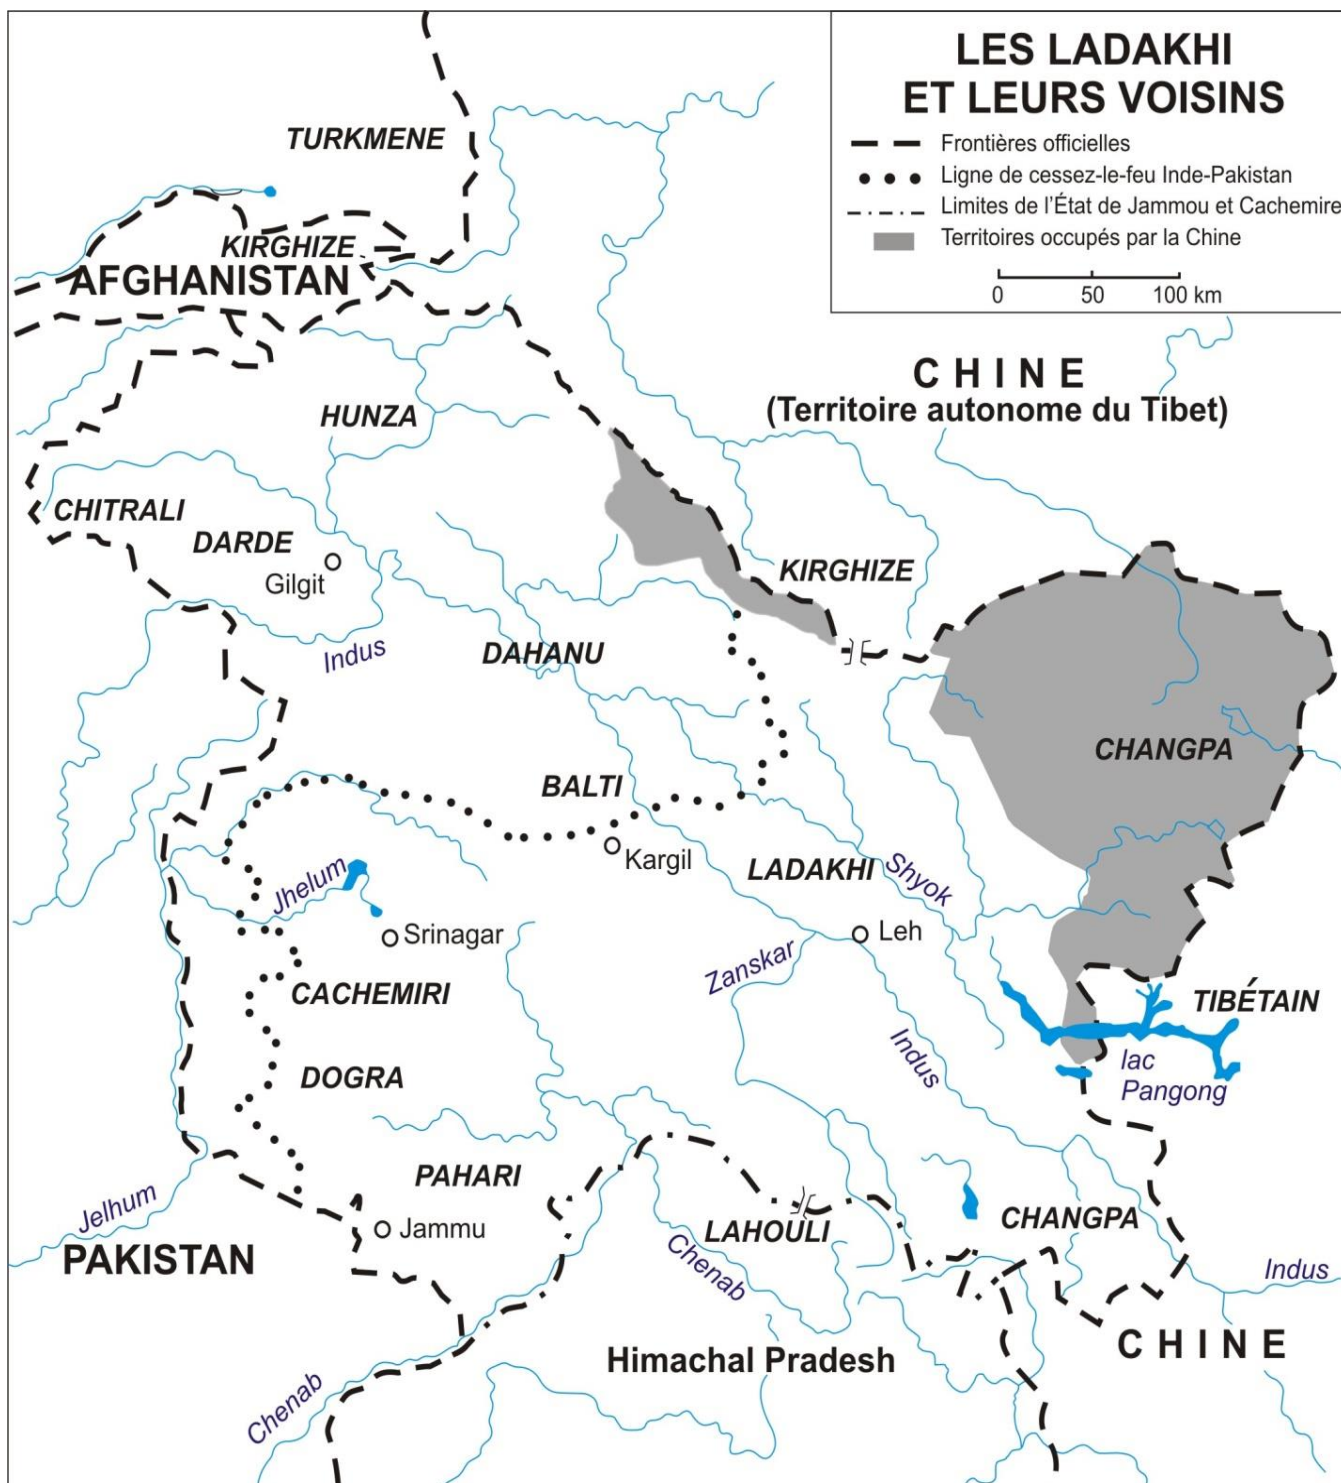 LES LADAKHI
ET LEURS VOISINS
Frontières officielles
Ligne de cessez-le-feu Inde-Pakistan
Limites de l'État de Jammou et Cachemire
Territoires occupés par la Chine
0 50 100 km
TURKMENE
KIRGHIZE
AFGHANISTAN
CHINE
(Territoire autonome du Tibet)
HUNZA
CHITRALI
DARDE
Gilgit
KIRGHIZE
Indus
DAHANU
CHANGPA
BALTI
Kargil
LADAKHI
Shyok
Jhelum
Srinagar
Leh
Zanskar
CACHEMIRI
TIBÉTAIN
Indus
lac
Pangong
DOGRA
PAHARI
Jelhum
Jammu
LAHOULI
CHANGPA
PAKISTAN
Chenab
Indus
CHINE
Himachal Pradesh
Chenab